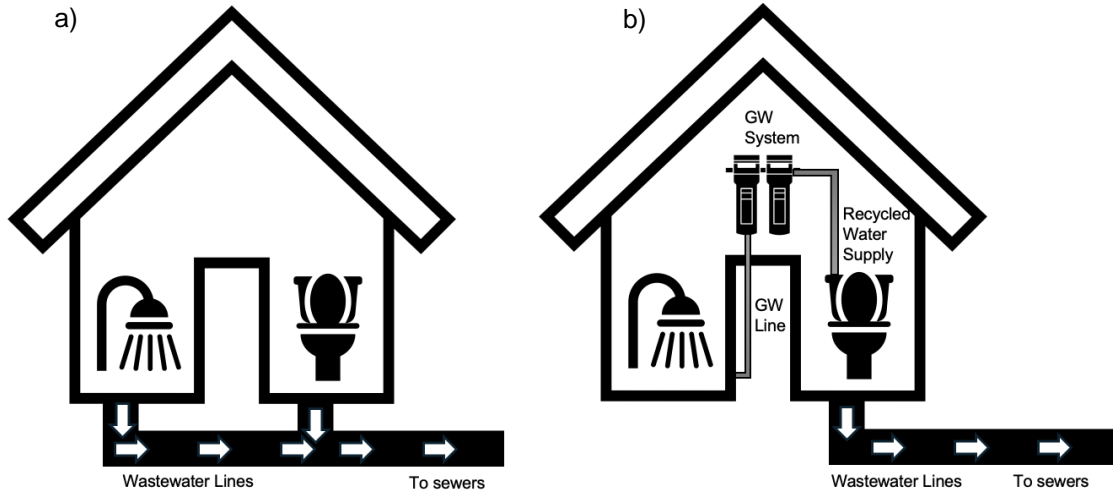 a)
Wastewater Lines
To sewers
b)
GW
System
Recycled
Water
Supply
GW
Line
Wastewater Lines
To sewers